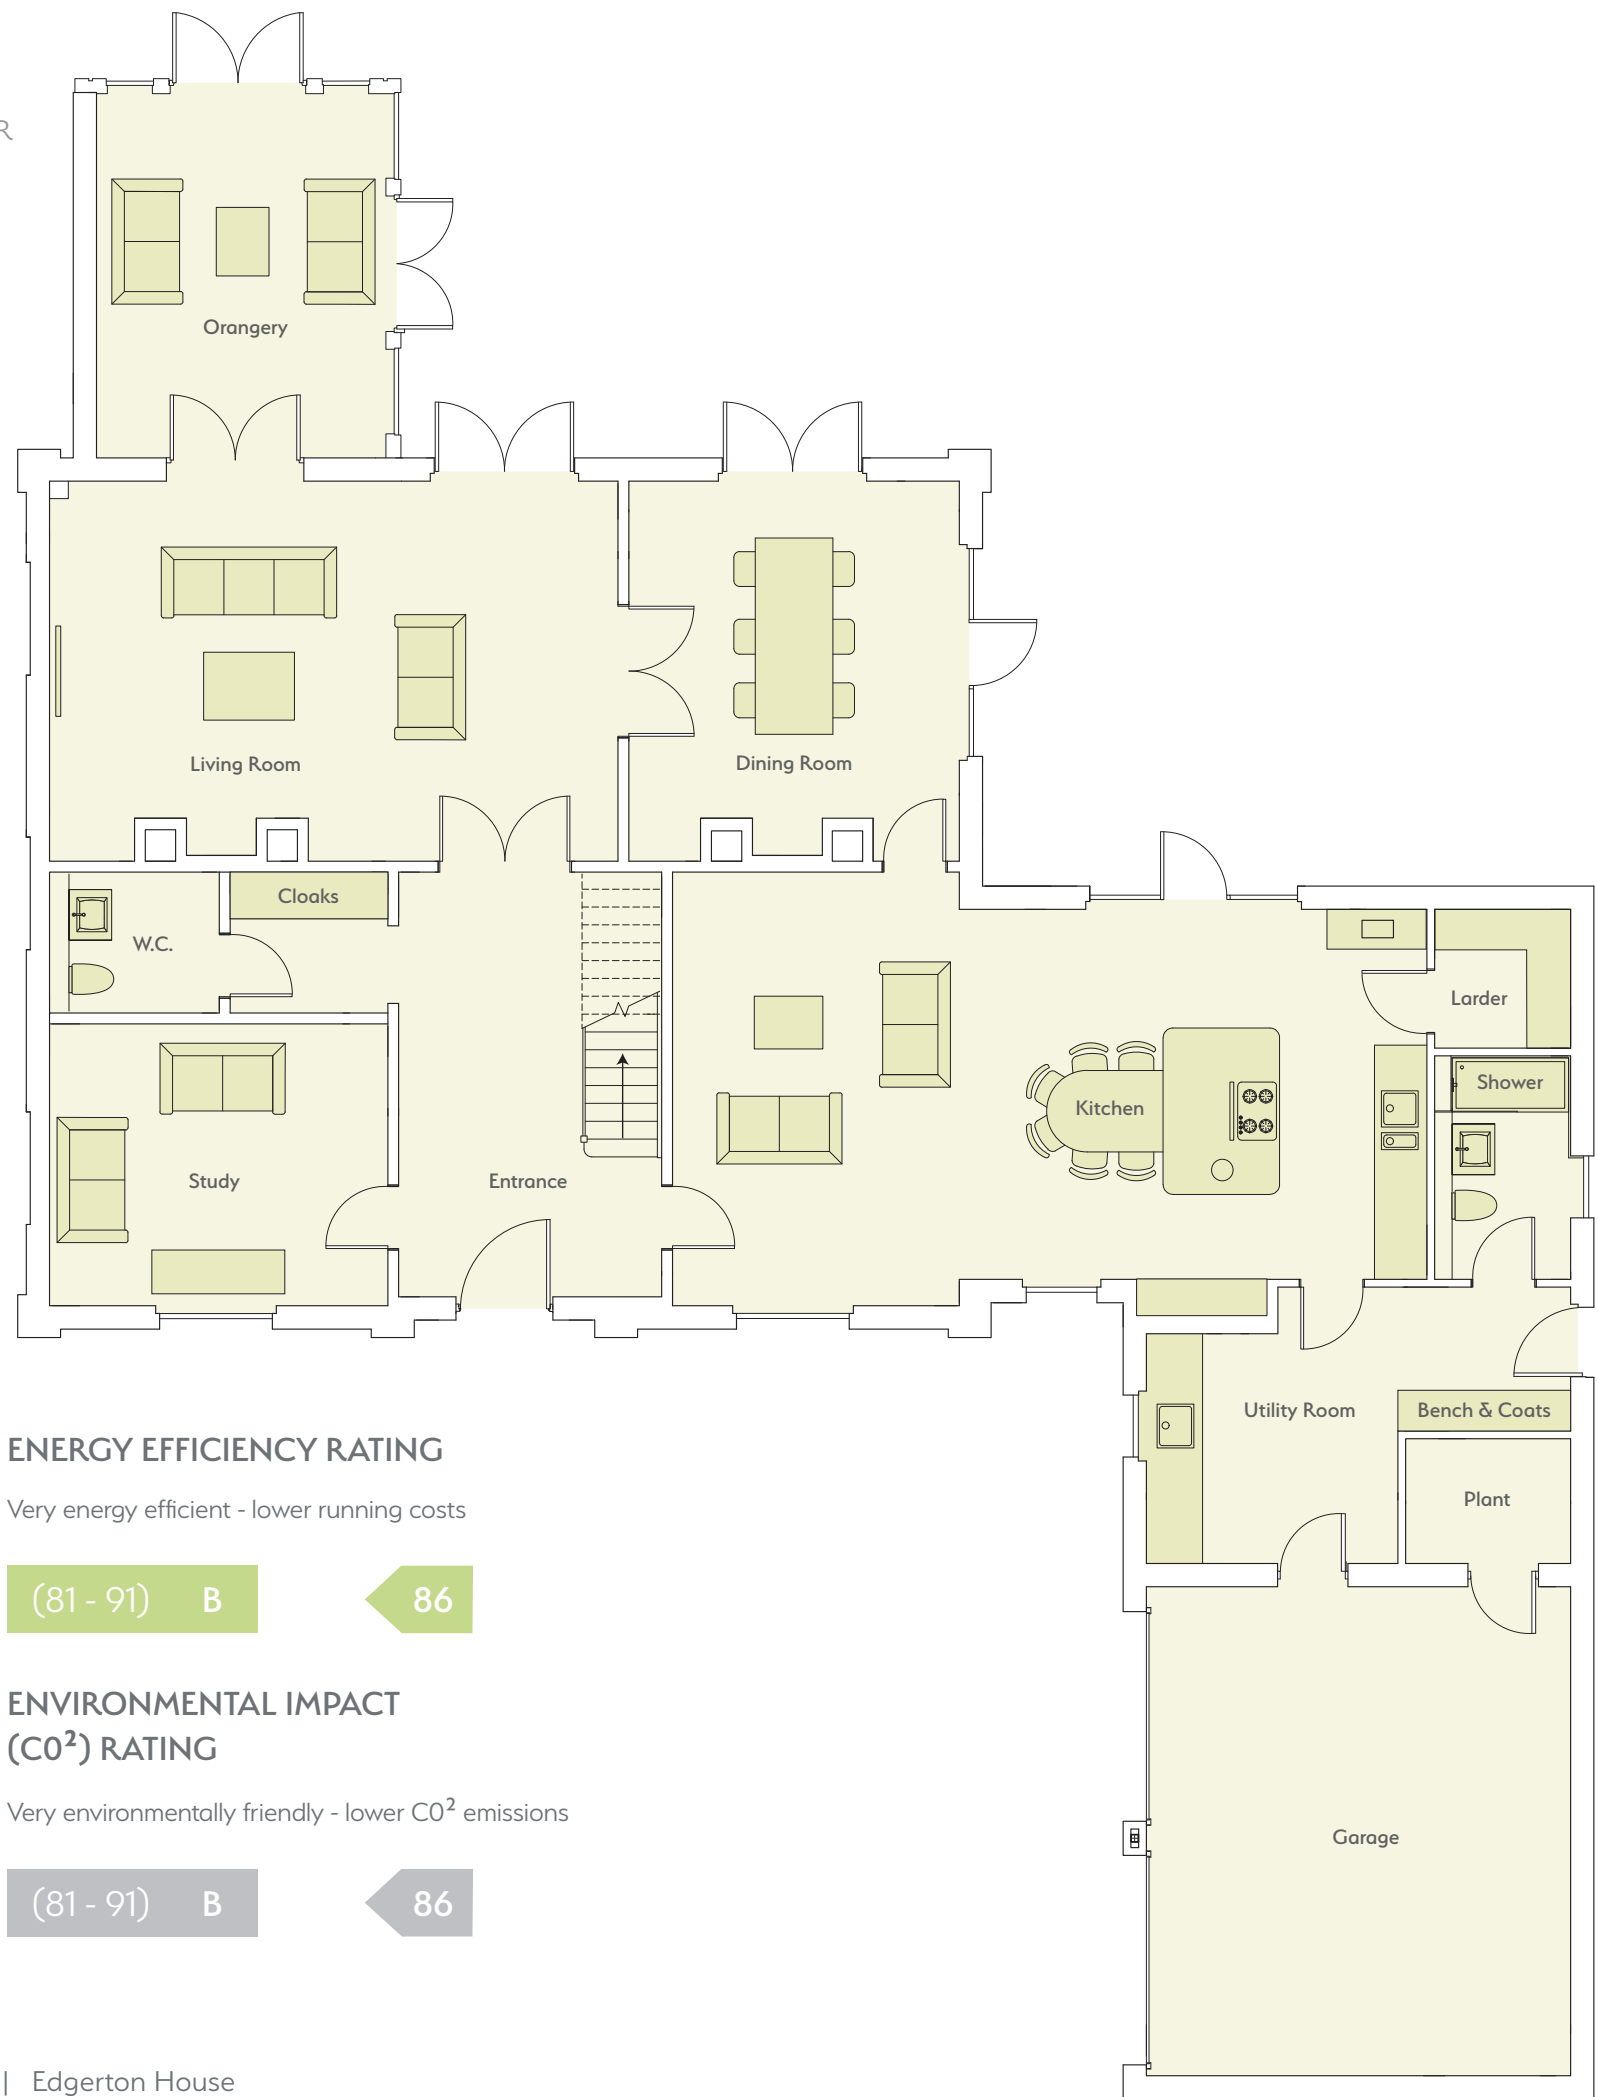 R
Orangery
Living Room
Dining Room
Cloaks
W.C.
Larder
Shower
Kitchen
Study
Entrance
Utility Room
Bench & Coats
Plant
Garage
ENERGY EFFICIENCY RATING
Very energy efficient - lower running costs
(81 - 91) B 86
ENVIRONMENTAL IMPACT
(C0²) RATING
Very environmentally friendly - lower C0² emissions
(81 - 91) B 86
| Edgerton House